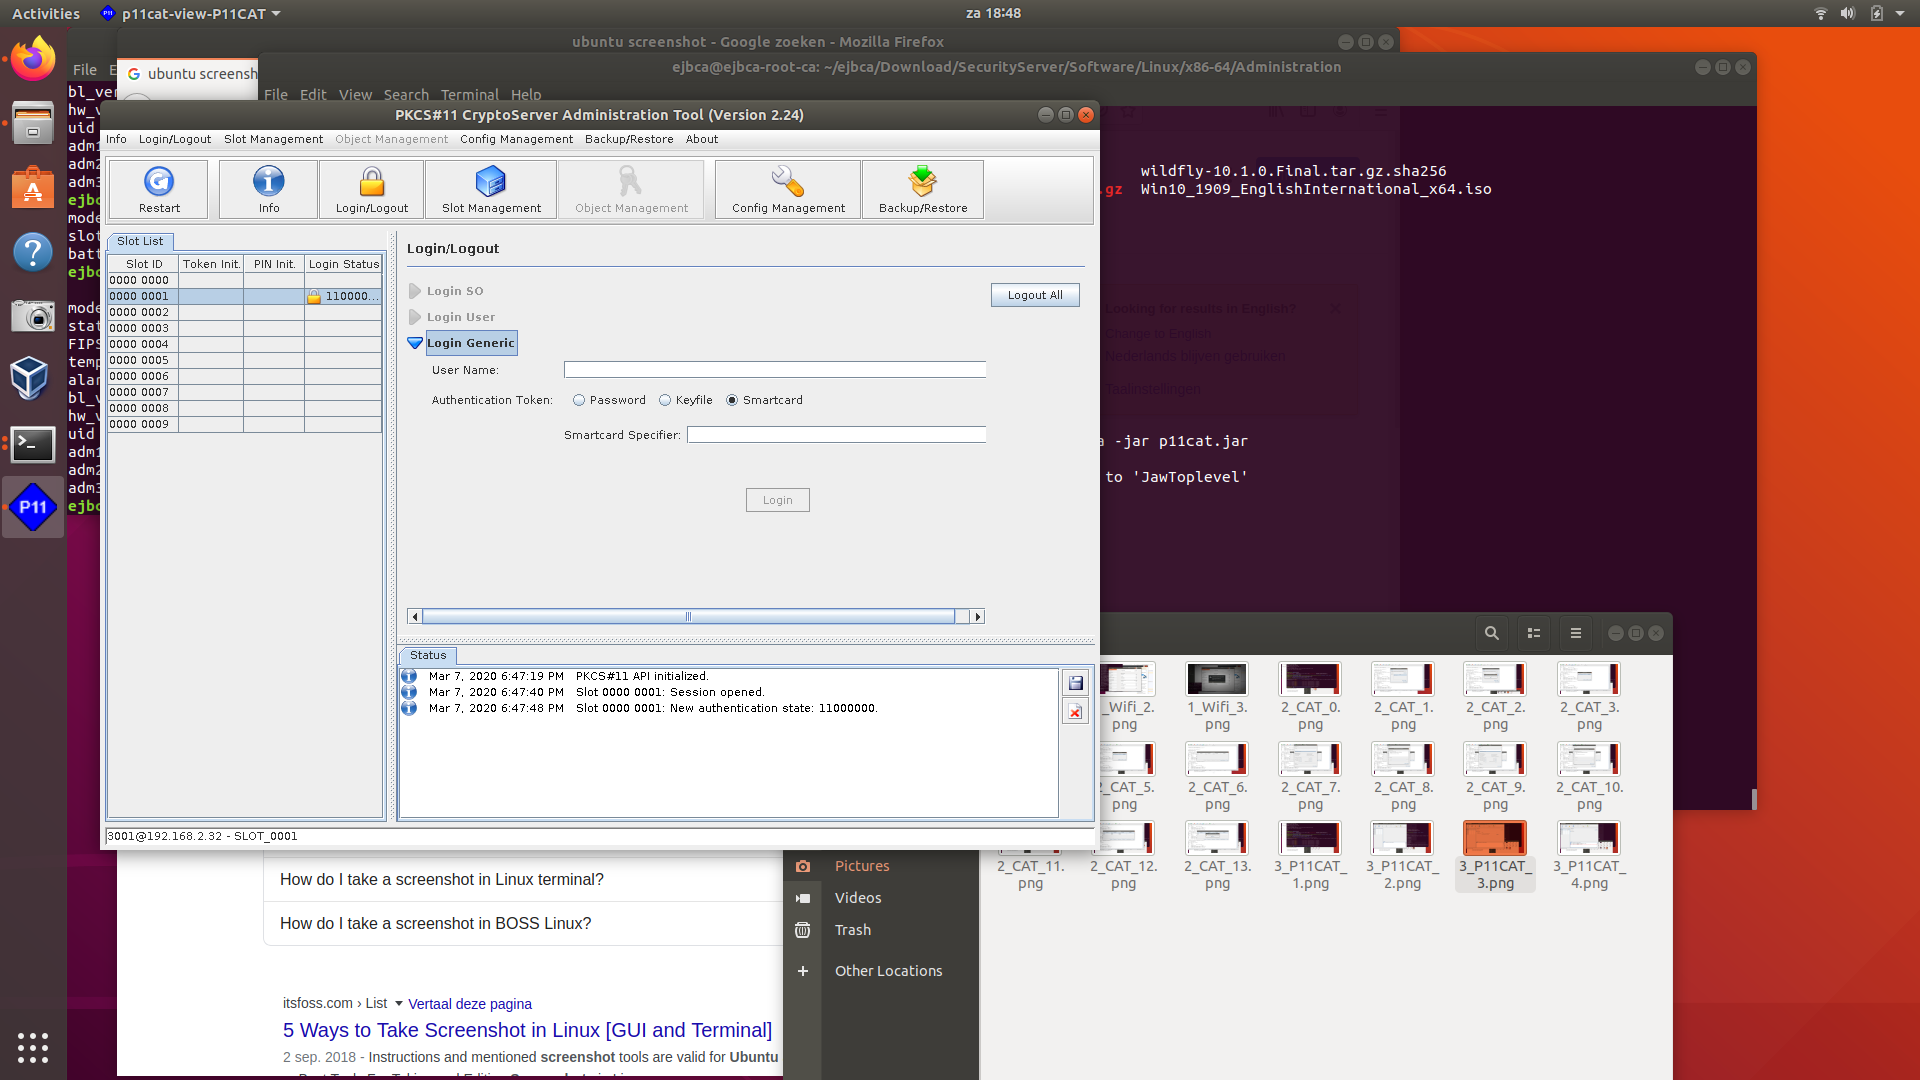 Activities
p11cat-view-P11CAT
za 18:48
ubuntu screenshot - Google zoeken - Mozilla Firefox
File E
ubuntu screensh
ejbca@ejbca-root-ca: ~/ejbca/Download/SecurityServer/Software/Linux/x86-64/Administration
File Edit View Search Terminal Help
bl_ver
hw_v
uid
adm1
adm2
adm3
ejbc
mode
slot
batt
ejbc
mode
stat
FIPS
temp
alar
bl_v
hw_v
uid
adm1
adm2
adm3
ejbc
PKCS#11 CryptoServer Administration Tool (Version 2.24)
Info Login/Logout Slot Management Object Management Config Management Backup/Restore About
Restart Info Login/Logout Slot Management Object Management Config Management Backup/Restore
Slot List
Slot ID Token Init. PIN Init. Login Status
0000 0000
0000 0001 110000...
0000 0002
0000 0003
0000 0004
0000 0005
0000 0006
0000 0007
0000 0008
0000 0009
Login/Logout
Login SO
Logout All
Login User
Login Generic
User Name:
Authentication Token: Password Keyfile Smartcard
Smartcard Specifier:
Login
Status
Mar 7, 2020 6:47:19 PM PKCS#11 API initialized.
Mar 7, 2020 6:47:40 PM Slot 0000 0001: Session opened.
Mar 7, 2020 6:47:48 PM Slot 0000 0001: New authentication state: 11000000.
3001@192.168.2.32 - SLOT_0001
wildfly-10.1.0.Final.tar.gz.sha256
.gz Win10_1909_EnglishInternational_x64.iso
Looking for results in English?
Change to English
Nederlands blijven gebruiken
Taalinstellingen
a -jar p11cat.jar
to 'JawToplevel'
P11
_Wifi_2.png
1_Wifi_3.png
2_CAT_0.png
2_CAT_1.png
2_CAT_2.png
2_CAT_3.png
2_CAT_5.png
2_CAT_6.png
2_CAT_7.png
2_CAT_8.png
2_CAT_9.png
2_CAT_10.png
2_CAT_11.png
2_CAT_12.png
2_CAT_13.png
3_P11CAT_1.png
3_P11CAT_2.png
3_P11CAT_3.png
3_P11CAT_4.png
Pictures
Videos
Trash
Other Locations
How do I take a screenshot in Linux terminal?
How do I take a screenshot in BOSS Linux?
itsfoss.com › List Vertaal deze pagina
5 Ways to Take Screenshot in Linux [GUI and Terminal]
2 sep. 2018 - Instructions and mentioned screenshot tools are valid for Ubuntu